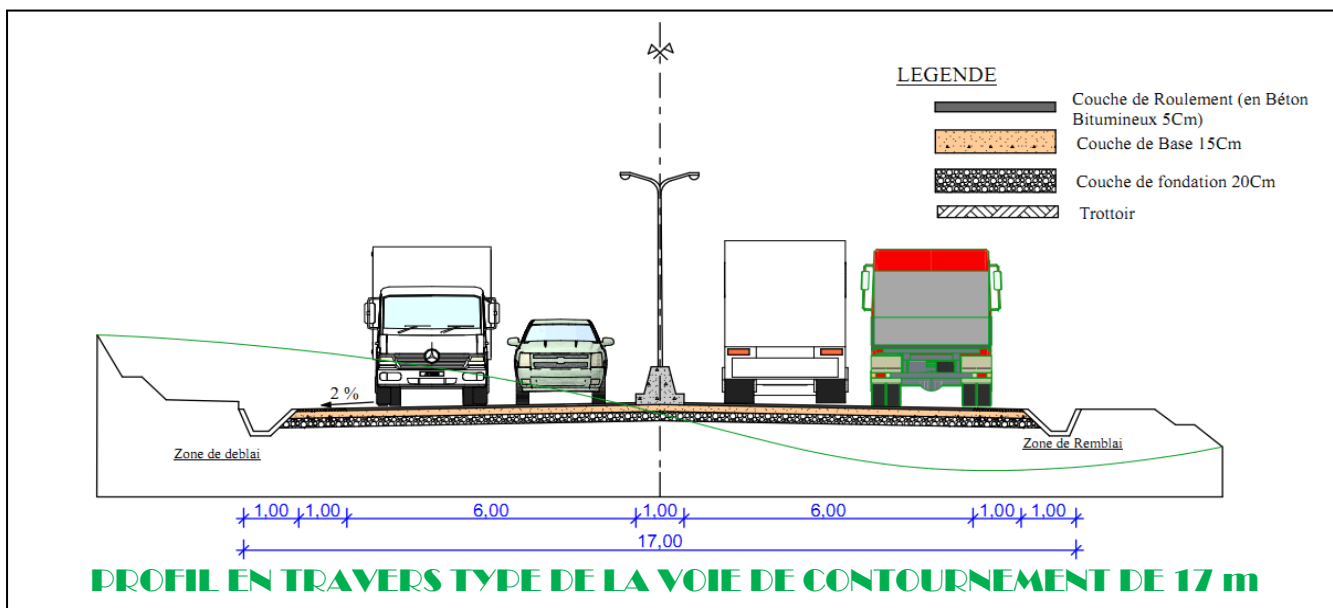 LEGENDE
Couche de Roulement (en Béton
Bitumineux 5Cm)
Couche de Base 15Cm
Couche de fondation 20Cm
Trottoir
2 %
Zone de deblai
Zone de Remblai
1,00 1,00 6,00 1,00 6,00 1,00 1,00
17,00
PROFIL EN TRAVERS TYPE DE LA VOIE DE CONTOURNEMENT DE 17 m